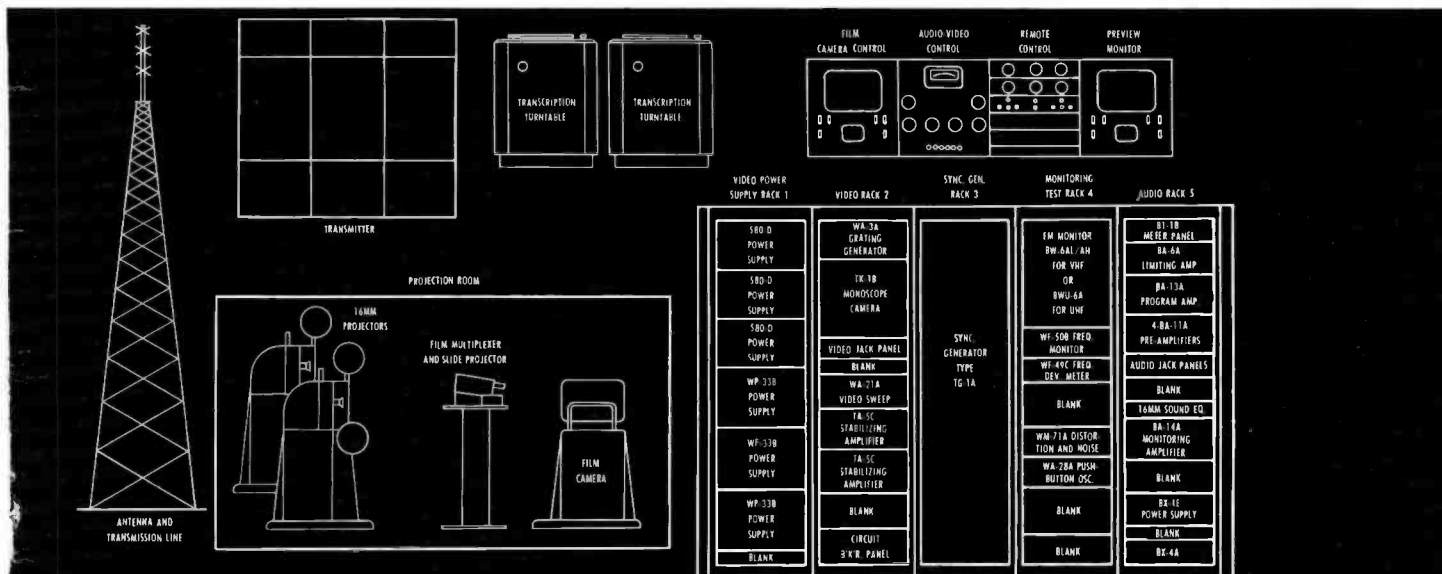 FILM
CAMERA CONTROL
AUDIO-VIDEO
CONTROL
REMOTE
CONTROL
PREVIEW
MONITOR
TRANSCRIPTION
TURNTABLE
TRANSCRIPTION
TURNTABLE
TRANSMITTER
ANTENNA AND
TRANSMISSION LINE
PROJECTION ROOM
16MM
PROJECTORS
FILM MULTIPLEXER
AND SLIDE PROJECTOR
FILM
CAMERA
VIDEO POWER
SUPPLY RACK 1
580-D
POWER
SUPPLY
580-D
POWER
SUPPLY
580-D
POWER
SUPPLY
WP-33B
POWER
SUPPLY
WP-33B
POWER
SUPPLY
WP-33B
POWER
SUPPLY
BLANK
VIDEO RACK 2
WA-3A
GRATING
GENERATOR
TK-1B
MONOSCOPE
CAMERA
VIDEO JACK PANEL
BLANK
WA-21A
VIDEO SWEEP
TA-5C
STABILIZING
AMPLIFIER
TA-5C
STABILIZING
AMPLIFIER
BLANK
CIRCUIT
B'K'R. PANEL
SYNC. GEN.
RACK 3
SYNC.
GENERATOR
TYPE
TG-1A
MONITORING
TEST RACK 4
FM MONITOR
BW-6AL/AH
FOR VHF
OR
BWU-6A
FOR UHF
WF-50B FREQ.
MONITOR
WF-49C FREQ.
DEV. METER
BLANK
WM-71A DISTOR-
TION AND NOISE
WA-28A PUSH-
BUTTON OSC.
BLANK
BLANK
AUDIO RACK 5
BI-1B
METER PANEL
BA-6A
LIMITING AMP
BA-13A
PROGRAM AMP.
4-BA-11A
PRE-AMPLIFIERS
AUDIO JACK PANELS
BLANK
16MM SOUND EQ.
BA-14A
MONITORING
AMPLIFIER
BLANK
BX-1E
POWER SUPPLY
BLANK
BX-4A